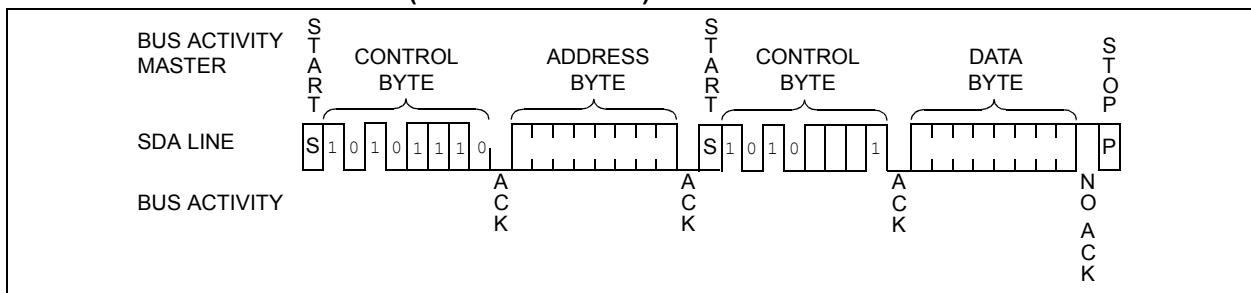 BUS ACTIVITY
MASTER
START
CONTROL
BYTE
ADDRESS
BYTE
START
CONTROL
BYTE
DATA
BYTE
STOP
SDA LINE
S 1 0 1 0 1 1 1 0
S 1 0 1 0 1
P
BUS ACTIVITY
ACK
ACK
ACK
NO ACK